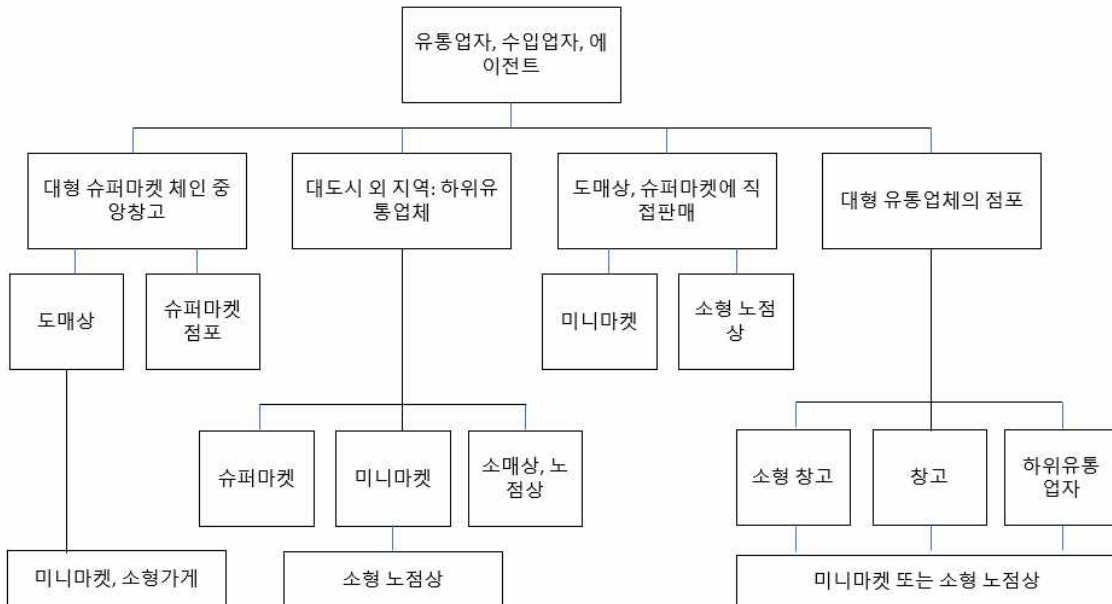 유통업자, 수입업자, 에
이전트
대형 슈퍼마켓 체인 중
앙창고
대도시 외 지역: 하위유
통업체
도매상, 슈퍼마켓에 직
접판매
대형 유통업체의 점포
도매상
슈퍼마켓
점포
미니마켓
소형 노점
상
슈퍼마켓
미니마켓
소매상, 노
점상
소형 창고
창고
하위유통
업자
미니마켓, 소형가게
소형 노점상
미니마켓 또는 소형 노점상